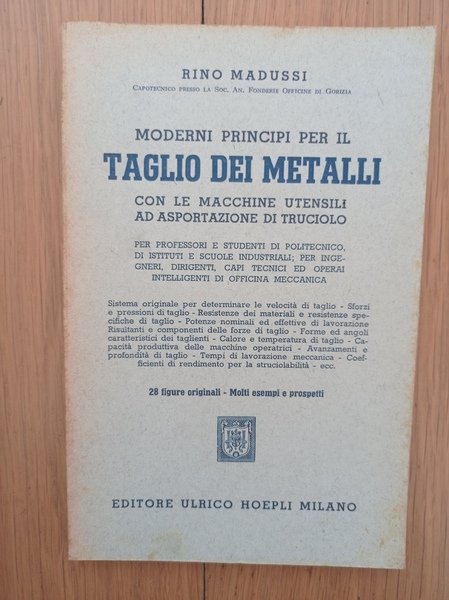 RINO MADUSSI
CAPOTECNICO PRESSO LA SOC. AN. FONDERIE OFFICINE DI GORIZIA
MODERNI PRINCIPI PER IL
TAGLIO DEI METALLI
CON LE MACCHINE UTENSILI
AD ASPORTAZIONE DI TRUCIOLO
PER PROFESSORI E STUDENTI DI POLITECNICO,
DI ISTITUTI E SCUOLE INDUSTRIALI; PER INGE-
GNERI, DIRIGENTI, CAPI TECNICI ED OPERAI
INTELLIGENTI DI OFFICINA MECCANICA
Sistema originale per determinare le velocità di taglio - Sforzi
e pressioni di taglio - Resistenze dei materiali e resistenze spe-
cifiche di taglio - Potenze nominali ed effettive di lavorazione
Risultanti e componenti delle forze di taglio - Forme ed angoli
caratteristici dei taglienti - Calore e temperatura di taglio - Ca-
pacità produttiva delle macchine operatrici - Avanzamenti e
profondità di taglio - Tempi di lavorazione meccanica - Coef-
ficienti di rendimento per la struciolabilità - ecc.
28 figure originali - Molti esempi e prospetti
EDITORE ULRICO HOEPLI MILANO